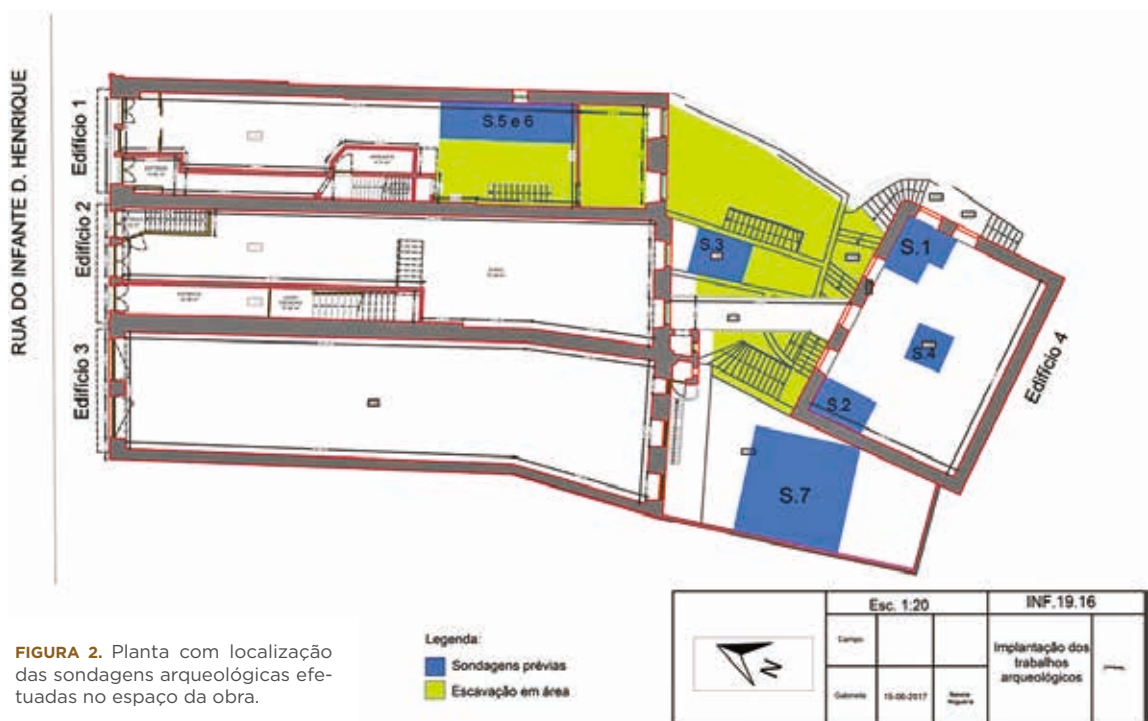 RUA DO INFANTE D. HENRIQUE
Edifício 1
Edifício 2
Edifício 3
Edifício 4
S.5 e 6
S.3
S.1
S.4
S.2
S.7
FIGURA 2. Planta com localização
das sondagens arqueológicas efe-
tuadas no espaço da obra.
Legenda:
Sondagens prévias
Escavação em área
N
Esc. 1:20
INF.19.16
Campo
Gabinete
15-06-2017
Implantação dos
trabalhos
arqueológicos